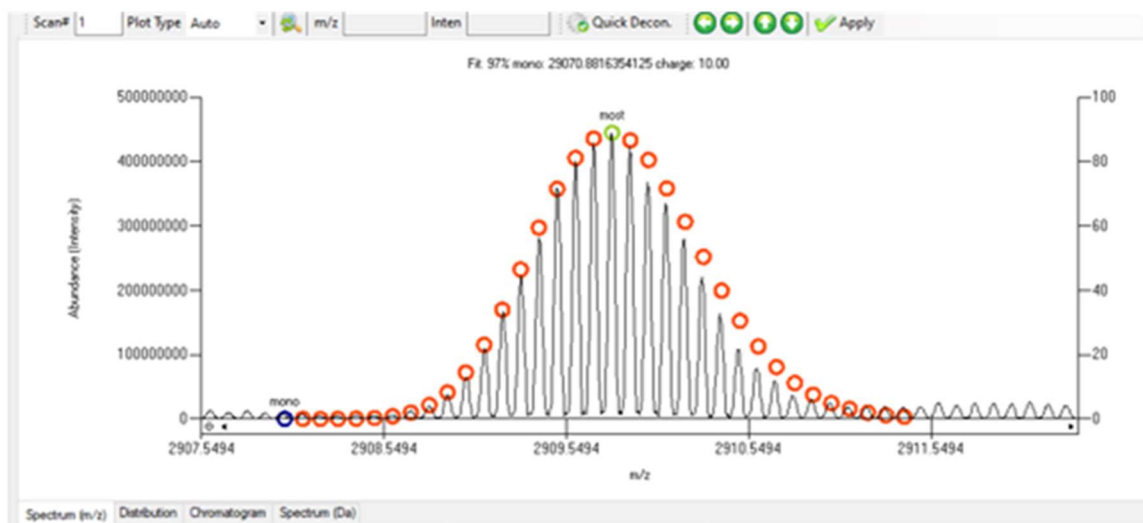 Scan# 1 Plot Type Auto m/z Inten Quick Decon. Apply
Fit: 97% mono: 29070.8816354125 charge: 10.00
500000000 100
most
400000000 80
300000000 60
Abundance (Intensity)
200000000 40
100000000 20
mono
0 0
2907.5494 2908.5494 2909.5494 2910.5494 2911.5494
m/z
Spectrum (m/z) Distribution Chromatogram Spectrum (Da)